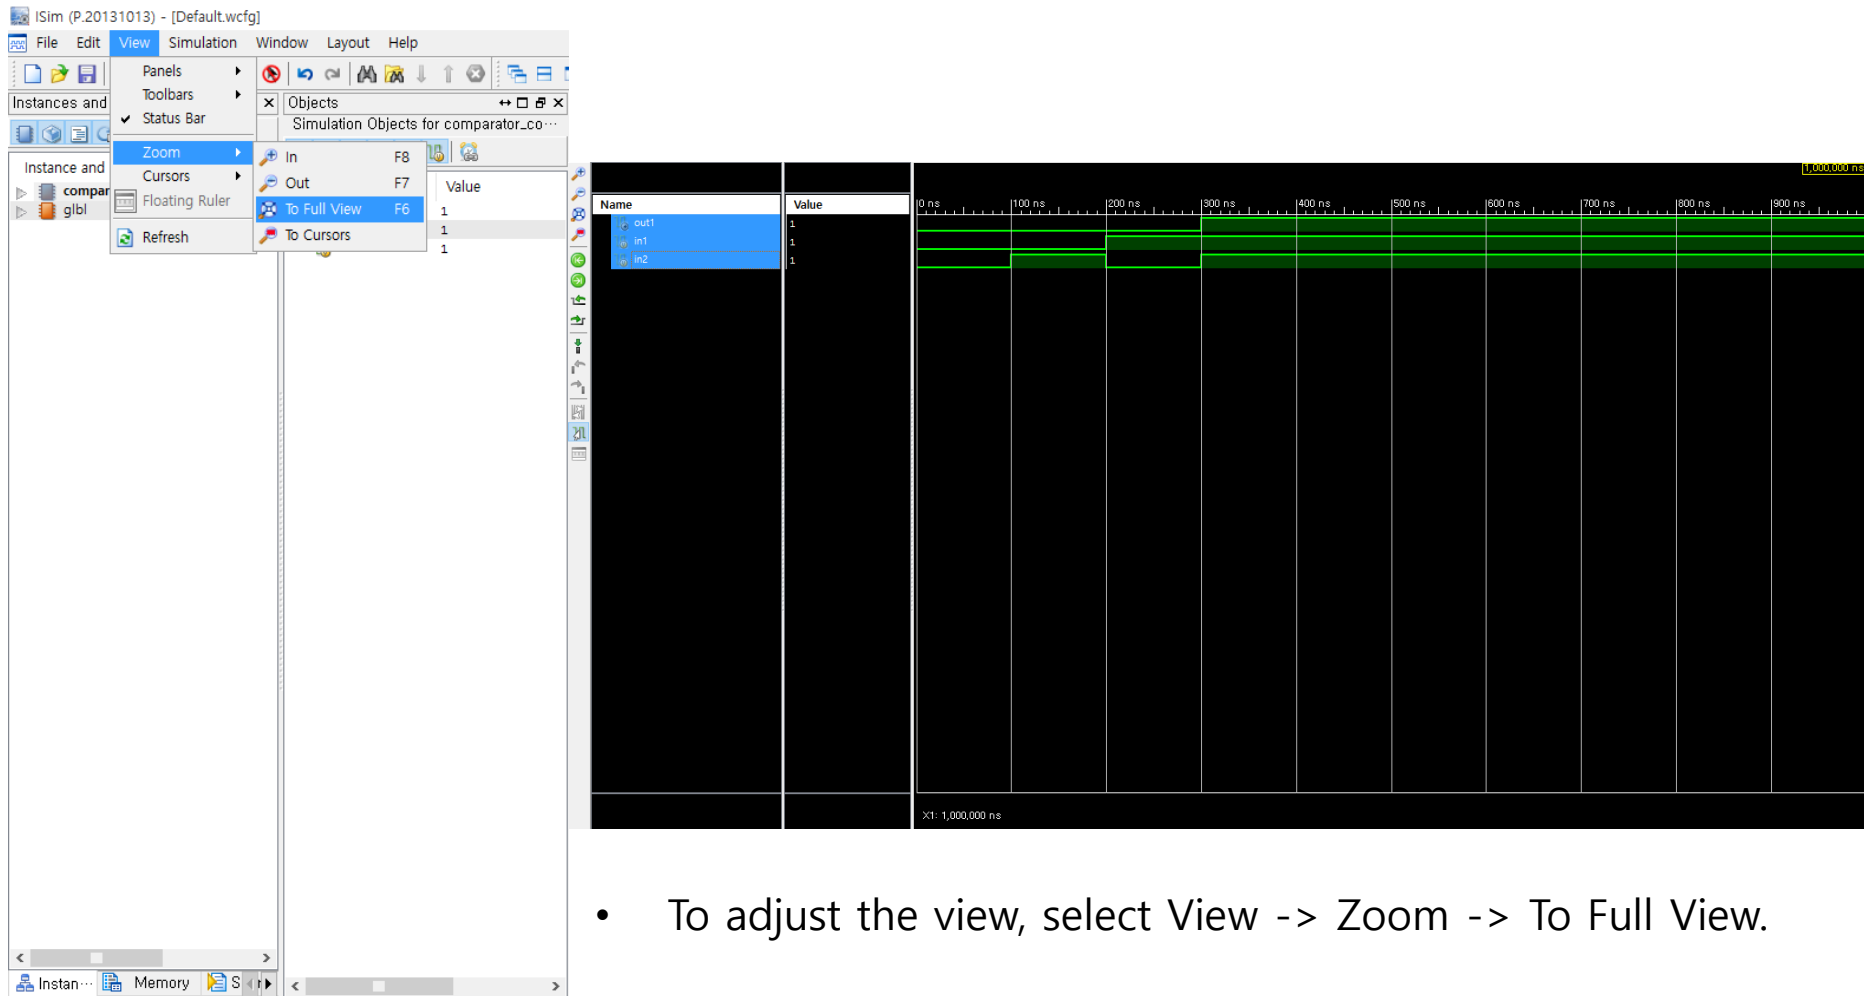 ISim (P.20131013) - [Default.wcfg]
File Edit View Simulation Window Layout Help
Panels
Toolbars
Status Bar
Zoom
Cursors
Floating Ruler
Refresh
In F8
Out F7
To Full View F6
To Cursors
Instances and
Instance and
compar
glbl
Objects
Simulation Objects for comparator_co···
Value
1
1
1
Instan··· Memory S
1,000,000 ns
Name Value
0 ns 100 ns 200 ns 300 ns 400 ns 500 ns 600 ns 700 ns 800 ns 900 ns
out1 1
in1 1
in2 1
X1: 1,000,000 ns
• To adjust the view, select View -> Zoom -> To Full View.